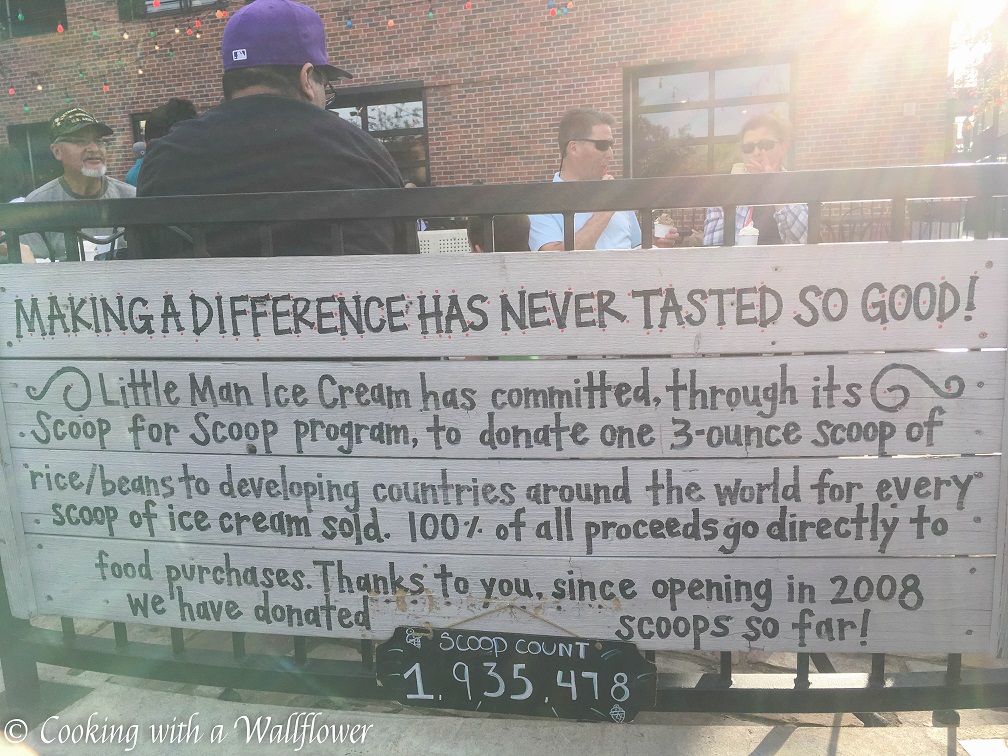 MAKING A DIFFERENCE HAS NEVER TASTED SO GOOD!
Little Man Ice Cream has committed, through its
Scoop for Scoop program, to donate one 3-ounce scoop of
rice/beans to developing countries around the world for every
scoop of ice cream sold. 100% of all proceeds go directly to
food purchases. Thanks to you, since opening in 2008
we have donated scoops so far!
SCOOP COUNT
1,935,478
© Cooking with a Wallflower